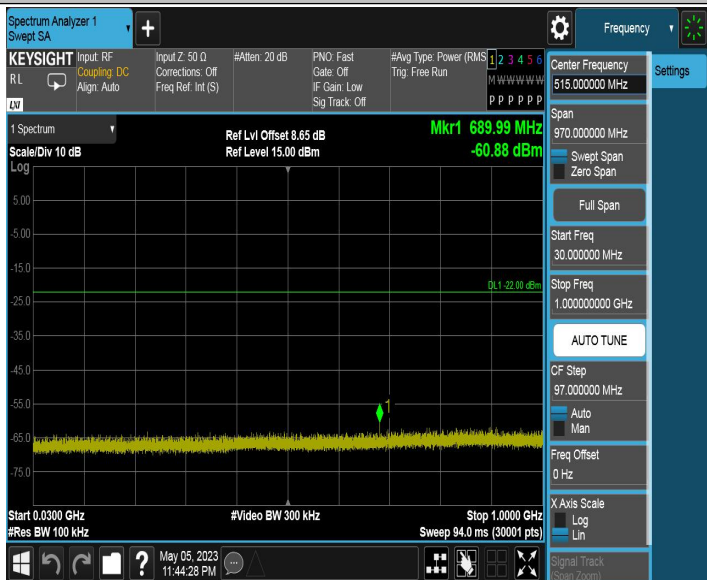 Spectrum Analyzer 1
Swept SA
Frequency
KEYSIGHT
RL
LXI
Input: RF
Coupling: DC
Align: Auto
Input Z: 50 Ω
Corrections: Off
Freq Ref: Int (S)
#Atten: 20 dB
PNO: Fast
Gate: Off
IF Gain: Low
Sig Track: Off
#Avg Type: Power (RMS
Trig: Free Run
1 2 3 4 5 6
M W W W W W
P P P P P P
1 Spectrum
Scale/Div 10 dB
Log
Ref Lvl Offset 8.65 dB
Ref Level 15.00 dBm
Mkr1 689.99 MHz
-60.88 dBm
5.00
-5.00
-15.0
DL1 -22.00 dBm
-25.0
-35.0
-45.0
-55.0
1
-65.0
-75.0
Start 0.0300 GHz
#Res BW 100 kHz
#Video BW 300 kHz
Stop 1.0000 GHz
Sweep 94.0 ms (30001 pts)
?
May 05, 2023
11:44:28 PM
Center Frequency
515.000000 MHz
Settings
Span
970.000000 MHz
Swept Span
Zero Span
Full Span
Start Freq
30.000000 MHz
Stop Freq
1.000000000 GHz
AUTO TUNE
CF Step
97.000000 MHz
Auto
Man
Freq Offset
0 Hz
X Axis Scale
Log
Lin
Signal Track
(Span Zoom)